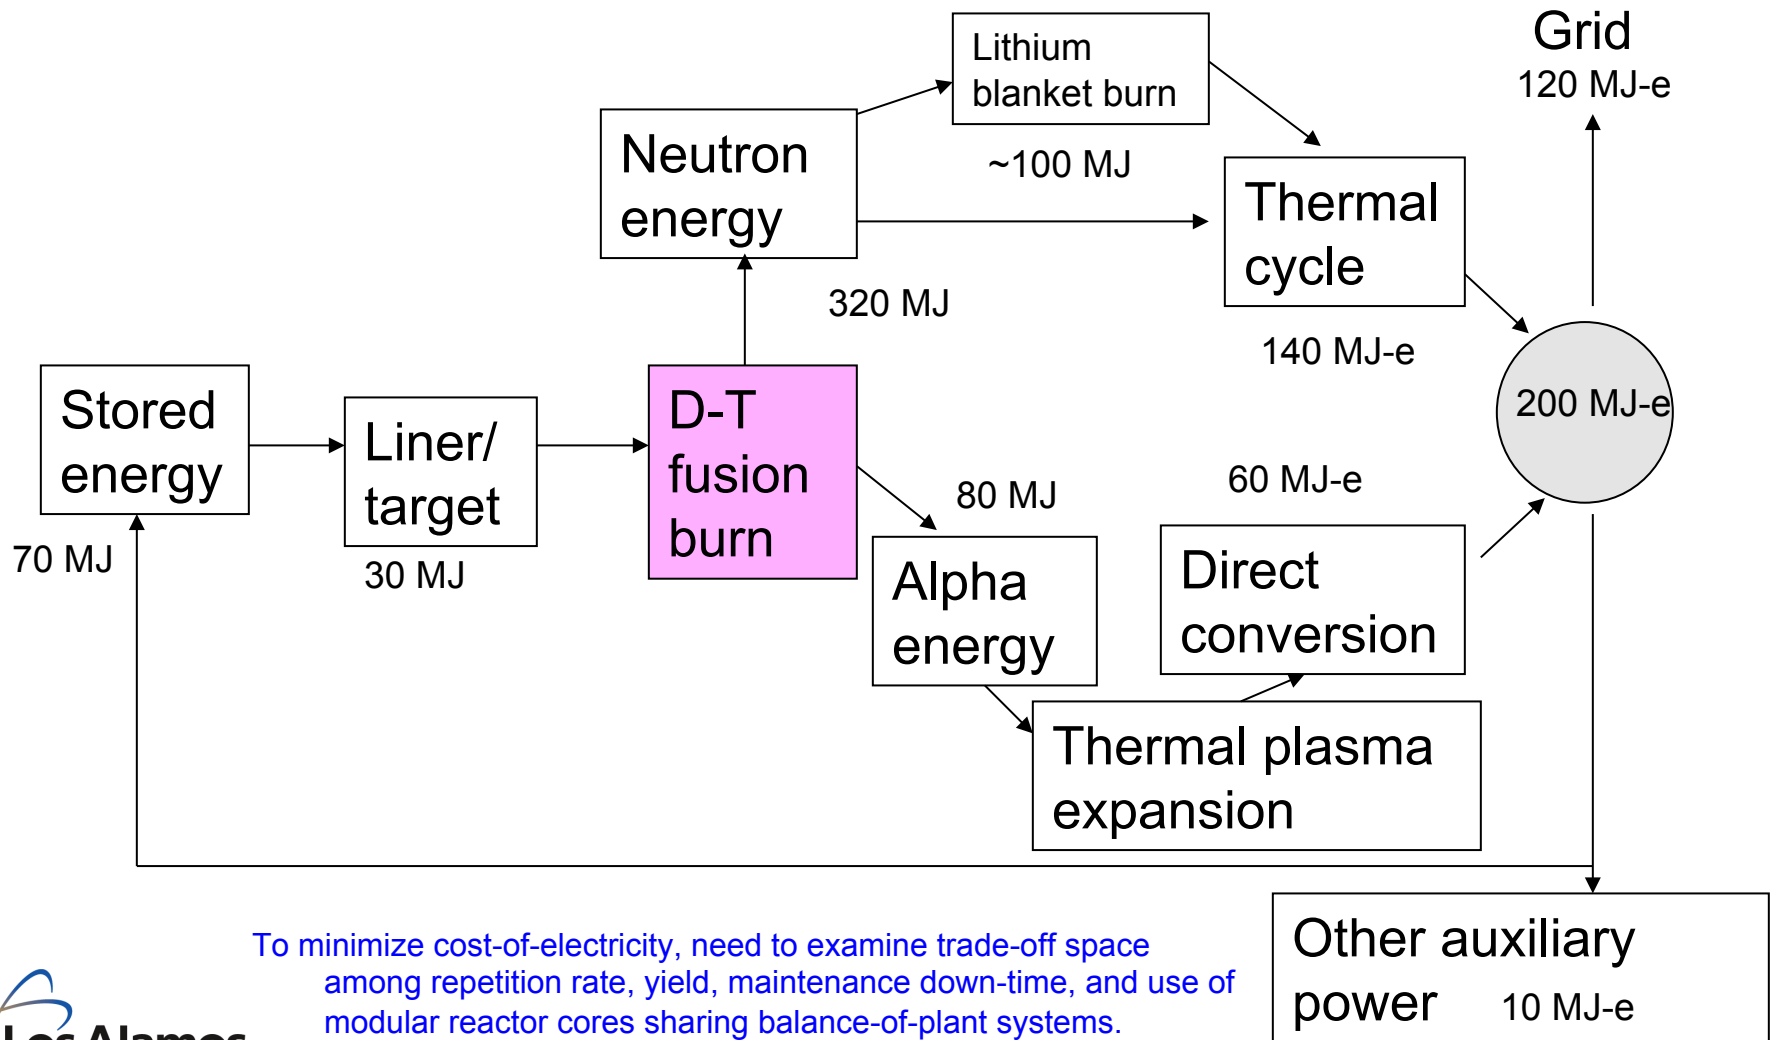 Lithium
blanket burn
Grid
120 MJ-e
Neutron
energy
~100 MJ
Thermal
cycle
320 MJ
140 MJ-e
Stored
energy
Liner/
target
D-T
fusion
burn
200 MJ-e
70 MJ
30 MJ
80 MJ
60 MJ-e
Alpha
energy
Direct
conversion
Thermal plasma
expansion
To minimize cost-of-electricity, need to examine trade-off space
among repetition rate, yield, maintenance down-time, and use of
modular reactor cores sharing balance-of-plant systems.
Other auxiliary
power 10 MJ-e
Los Alamos